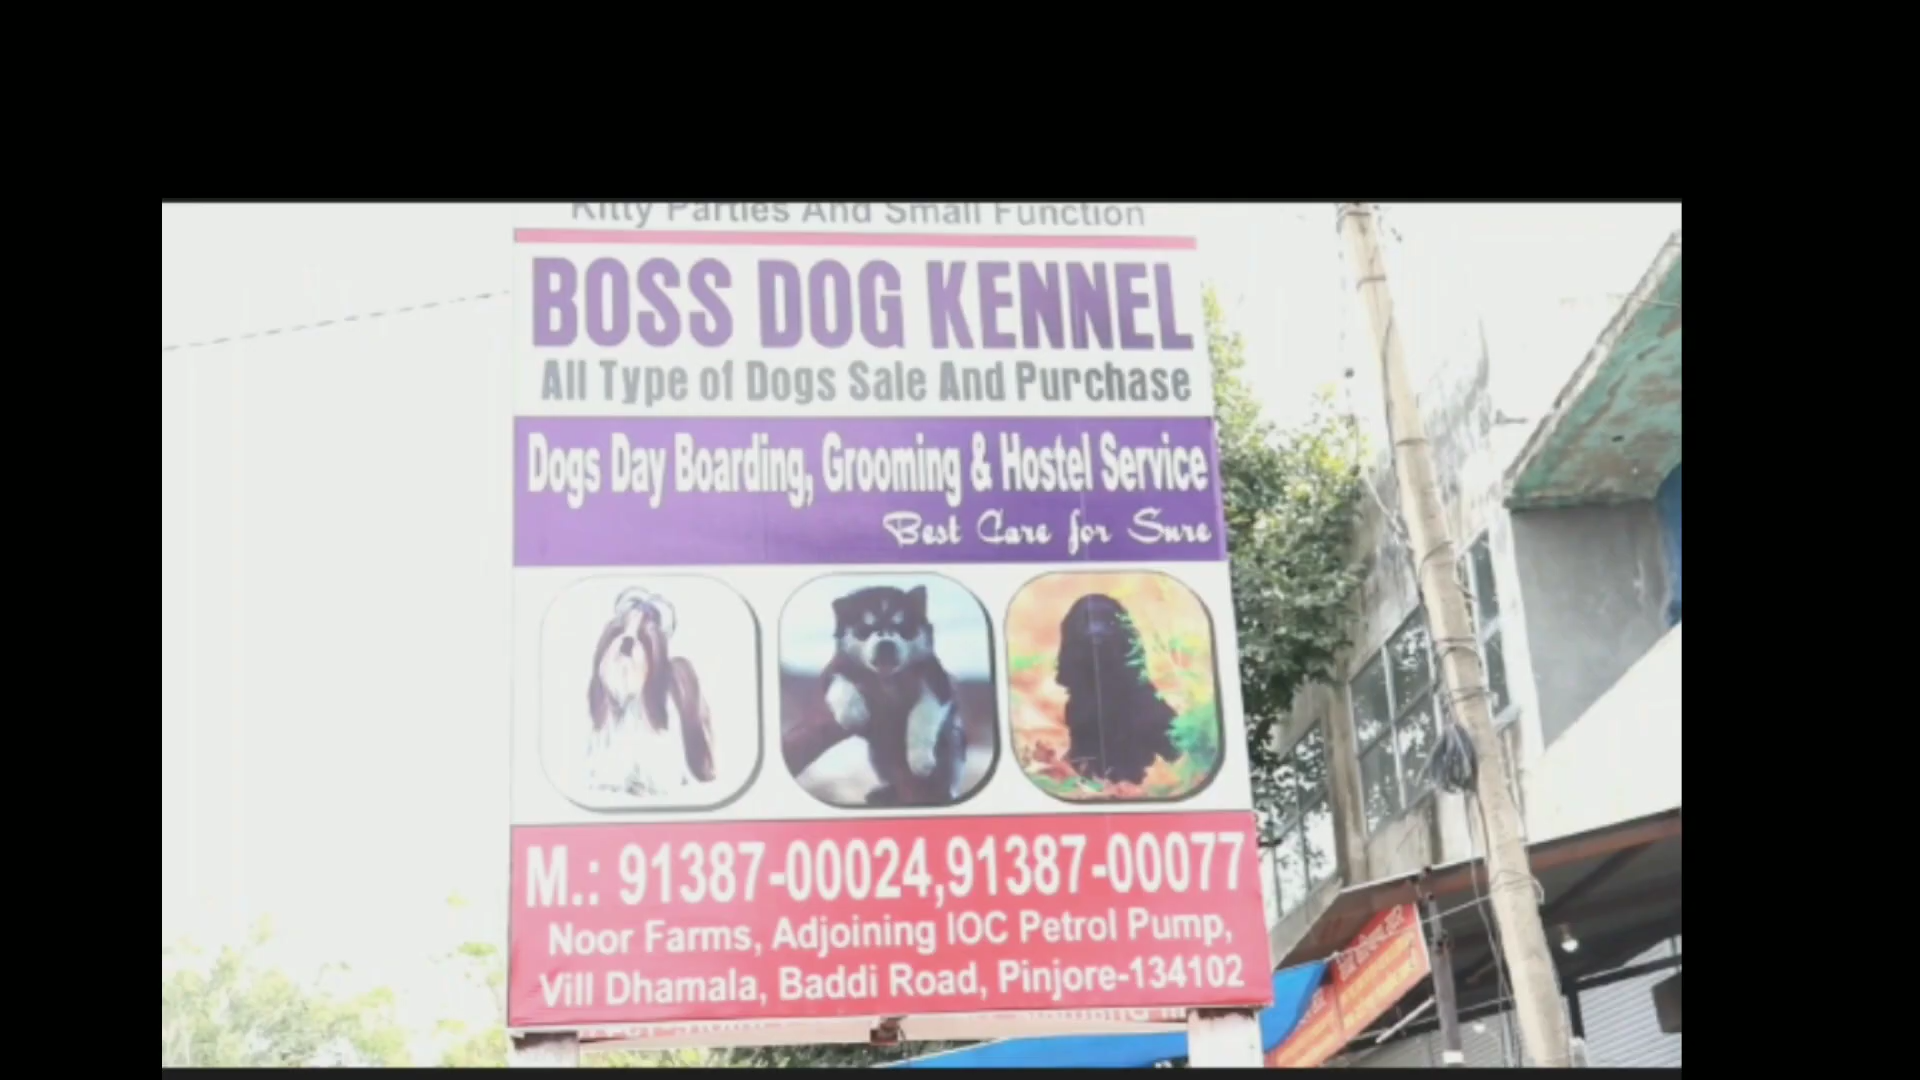 Kitty Parties And Small Function
BOSS DOG KENNEL
All Type of Dogs Sale And Purchase
Dogs Day Boarding, Grooming & Hostel Service
Best Care for Sure
M.: 91387-00024,91387-00077
Noor Farms, Adjoining IOC Petrol Pump,
Vill Dhamala, Baddi Road, Pinjore-134102